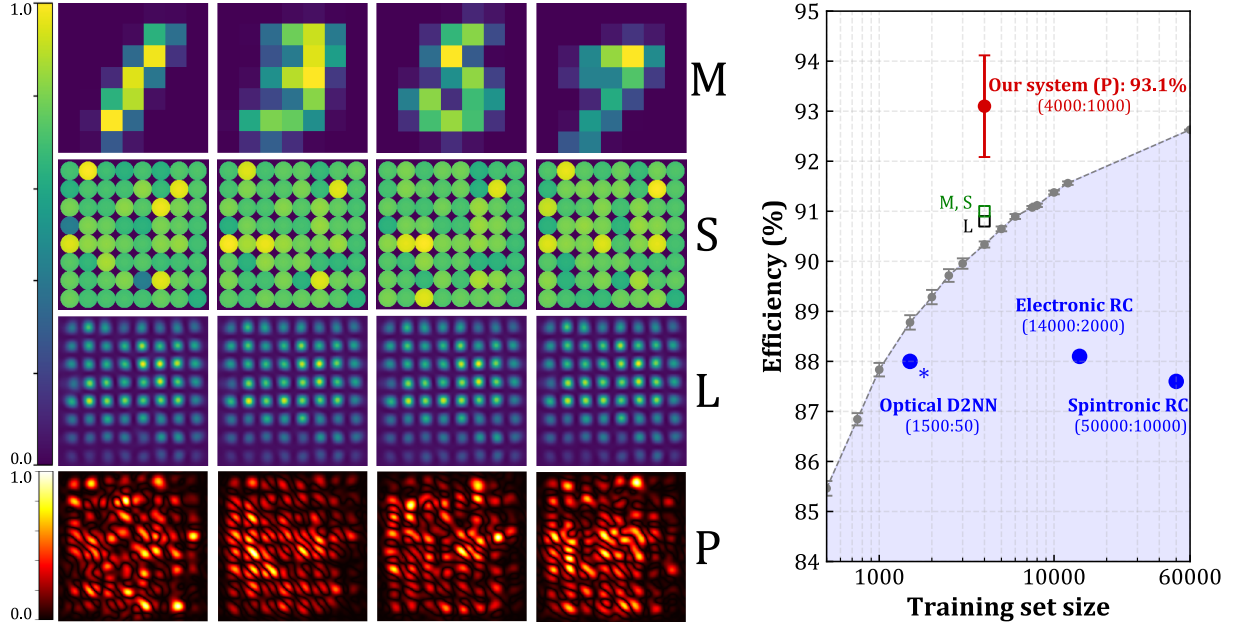 1.0
M
S
L
0.0
1.0
P
0.0
95
94
93
92
91
90
89
88
87
86
85
84
Efficiency (%)
Our system (P): 93.1%
(4000:1000)
M, S
L
Electronic RC
(14000:2000)
*
Optical D2NN
(1500:50)
Spintronic RC
(50000:10000)
1000
10000
60000
Training set size